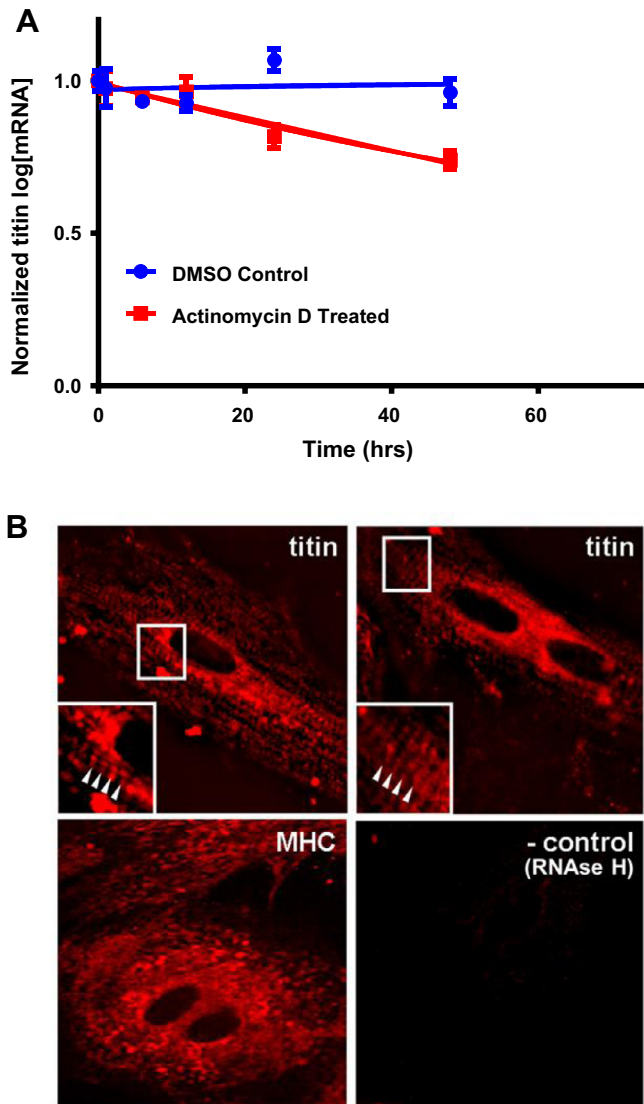 A
Normalized titin log[mRNA]
1.0
0.5
0.0
DMSO Control
Actinomycin D Treated
0
20
40
60
Time (hrs)
B
titin
titin
MHC
- control
(RNAse H)